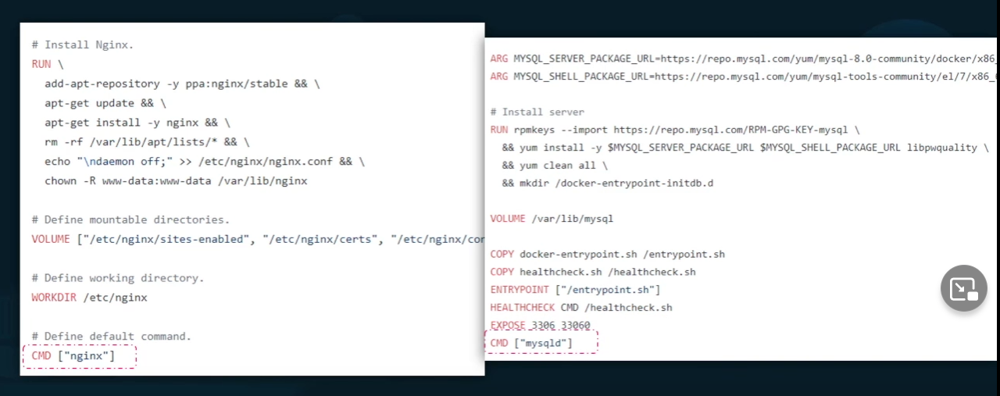 # Install Nginx.
RUN \
add-apt-repository -y ppa:nginx/stable && \
apt-get update && \
apt-get install -y nginx && \
rm -rf /var/lib/apt/lists/* && \
echo "\ndaemon off;" >> /etc/nginx/nginx.conf && \
chown -R www-data:www-data /var/lib/nginx
# Define mountable directories.
VOLUME ["/etc/nginx/sites-enabled", "/etc/nginx/certs", "/etc/nginx/cor
# Define working directory.
WORKDIR /etc/nginx
# Define default command.
CMD ["nginx"]
ARG MYSQL_SERVER_PACKAGE_URL=https://repo.mysql.com/yum/mysql-8.0-community/docker/x86_
ARG MYSQL_SHELL_PACKAGE_URL=https://repo.mysql.com/yum/mysql-tools-community/el/7/x86_
# Install server
RUN rpmkeys --import https://repo.mysql.com/RPM-GPG-KEY-mysql \
&& yum install -y $MYSQL_SERVER_PACKAGE_URL $MYSQL_SHELL_PACKAGE_URL libpwquality \
&& yum clean all \
&& mkdir /docker-entrypoint-initdb.d
VOLUME /var/lib/mysql
COPY docker-entrypoint.sh /entrypoint.sh
COPY healthcheck.sh /healthcheck.sh
ENTRYPOINT ["/entrypoint.sh"]
HEALTHCHECK CMD /healthcheck.sh
EXPOSE 3306 33060
CMD ["mysqld"]